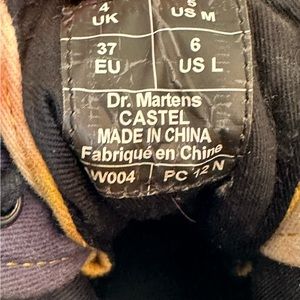 4 5
UK US M
37 6
EU US L
Dr. Martens
CASTEL
MADE IN CHINA
Fabriqué en Chine
W004 PC 12 N